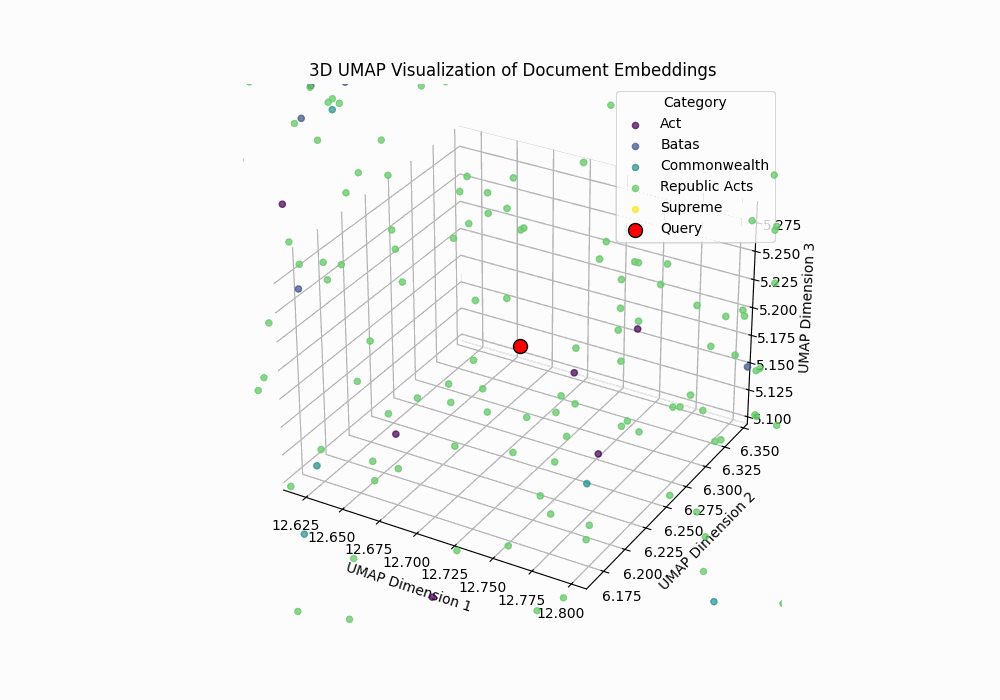 3D UMAP Visualization of Document Embeddings
Category
Act
Batas
Commonwealth
Republic Acts
Supreme
Query
5.275
5.250
5.225
5.200
5.175
5.150
5.125
5.100
UMAP Dimension 3
6.350
6.325
6.300
6.275
6.250
6.225
6.200
6.175
UMAP Dimension 2
12.625
12.650
12.675
12.700
12.725
12.750
12.775
12.800
UMAP Dimension 1